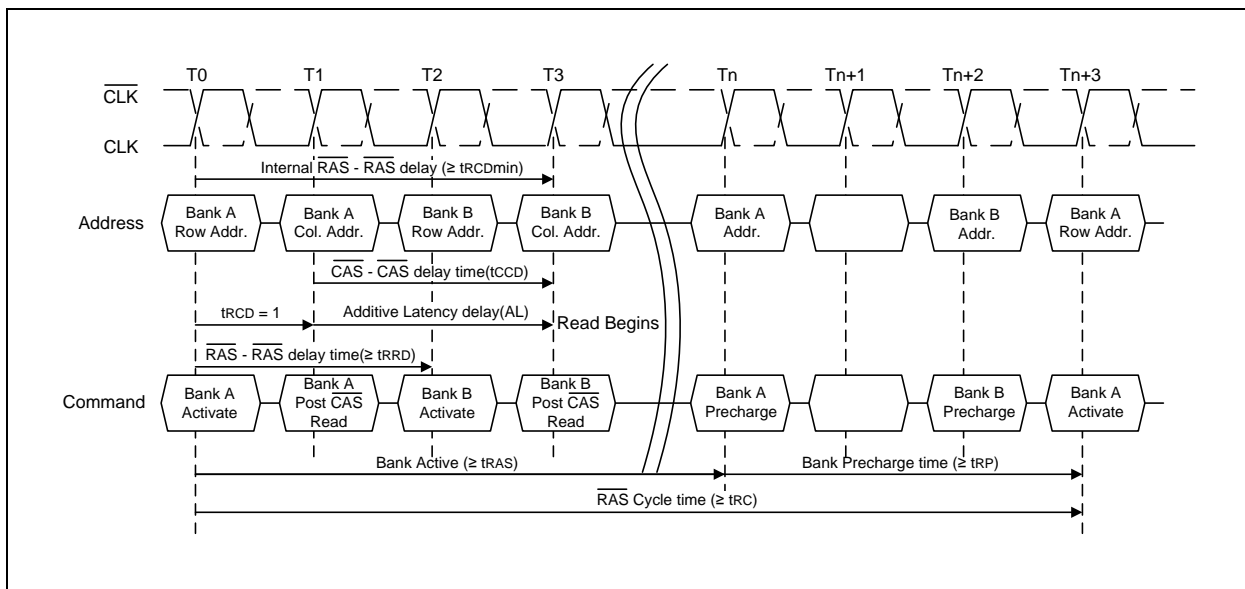 T0 T1 T2 T3 Tn Tn+1 Tn+2 Tn+3
CLK
CLK
Internal RAS - RAS delay (≥ tRCDmin)
Address
Bank A
Row Addr.
Bank A
Col. Addr.
Bank B
Row Addr.
Bank B
Col. Addr.
Bank A
Addr.
Bank B
Addr.
Bank A
Row Addr.
CAS - CAS delay time(tCCD)
tRCD = 1
Additive Latency delay(AL)
Read Begins
RAS - RAS delay time(≥ tRRD)
Command
Bank A
Activate
Bank A
Post CAS
Read
Bank B
Activate
Bank B
Post CAS
Read
Bank A
Precharge
Bank B
Precharge
Bank A
Activate
Bank Active (≥ tRAS)
Bank Precharge time (≥ tRP)
RAS Cycle time (≥ tRC)